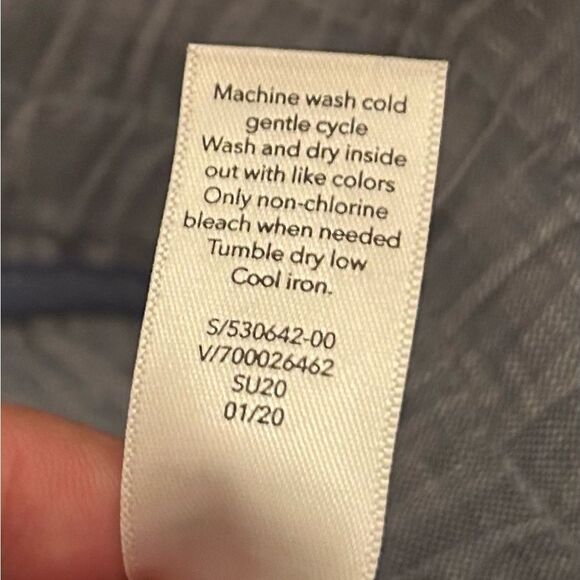 Machine wash cold
gentle cycle
Wash and dry inside
out with like colors
Only non-chlorine
bleach when needed
Tumble dry low
Cool iron.
S/530642-00
V/700026462
SU20
01/20